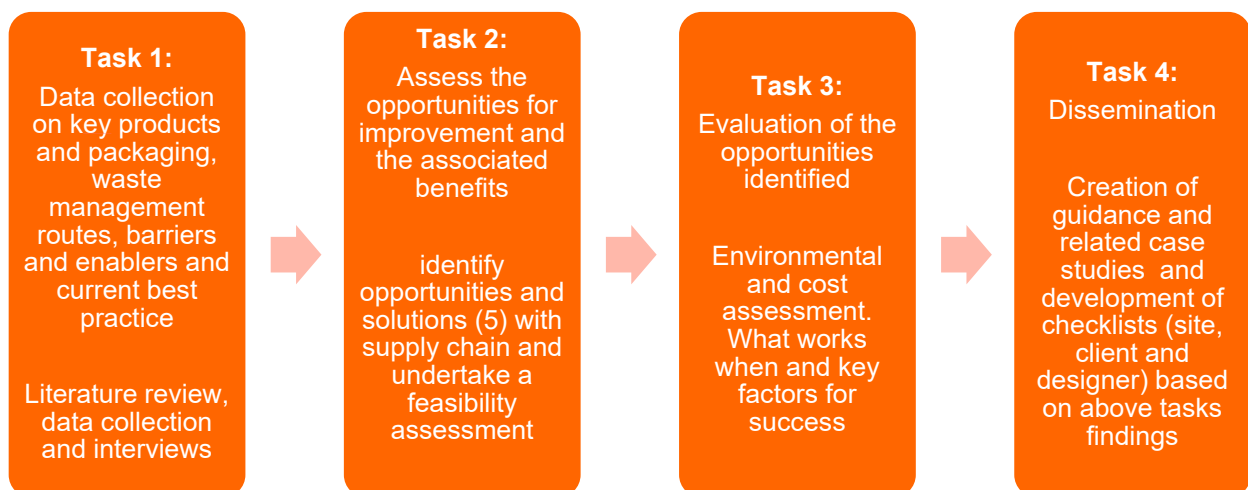 Task 1:
Data collection
on key products
and packaging,
waste
management
routes, barriers
and enablers and
current best
practice
Literature review,
data collection
and interviews
Task 2:
Assess the
opportunities for
improvement and
the associated
benefits
identify
opportunities and
solutions (5) with
supply chain and
undertake a
feasibility
assessment
Task 3:
Evaluation of the
opportunities
identified
Environmental
and cost
assessment.
What works
when and key
factors for
success
Task 4:
Dissemination
Creation of
guidance and
related case
studies and
development of
checklists (site,
client and
designer) based
on above tasks
findings